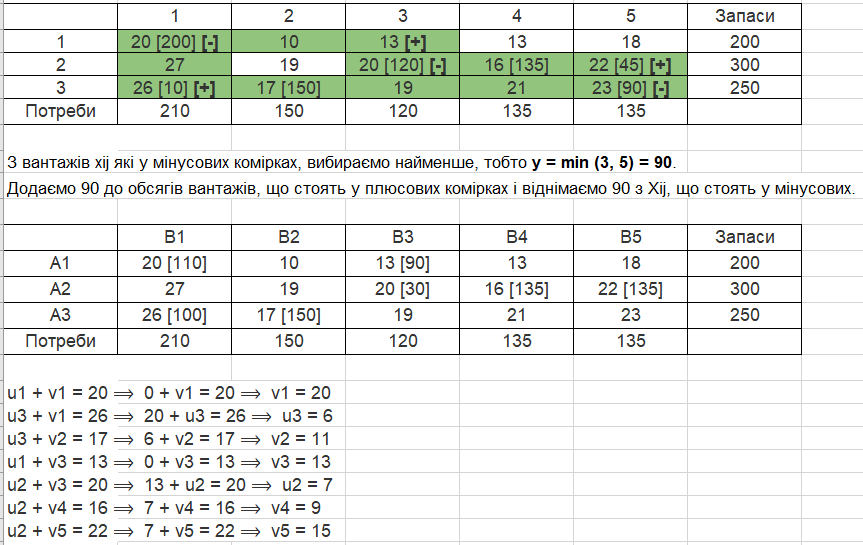 1 2 3 4 5 Запаси
1 20 [200] [-] 10 13 [+] 13 18 200
2 27 19 20 [120] [-] 16 [135] 22 [45] [+] 300
3 26 [10] [+] 17 [150] 19 21 23 [90] [-] 250
Потреби 210 150 120 135 135
З вантажів хij які у мінусових комірках, вибираємо найменше, тобто у = min (3, 5) = 90.
Додаємо 90 до обсягів вантажів, що стоять у плюсових комірках і віднімаємо 90 з Xij, що стоять у мінусових.
B1 B2 B3 B4 B5 Запаси
A1 20 [110] 10 13 [90] 13 18 200
A2 27 19 20 [30] 16 [135] 22 [135] 300
A3 26 [100] 17 [150] 19 21 23 250
Потреби 210 150 120 135 135
u1 + v1 = 20 ⟹ 0 + v1 = 20 ⟹ v1 = 20
u3 + v1 = 26 ⟹ 20 + u3 = 26 ⟹ u3 = 6
u3 + v2 = 17 ⟹ 6 + v2 = 17 ⟹ v2 = 11
u1 + v3 = 13 ⟹ 0 + v3 = 13 ⟹ v3 = 13
u2 + v3 = 20 ⟹ 13 + u2 = 20 ⟹ u2 = 7
u2 + v4 = 16 ⟹ 7 + v4 = 16 ⟹ v4 = 9
u2 + v5 = 22 ⟹ 7 + v5 = 22 ⟹ v5 = 15